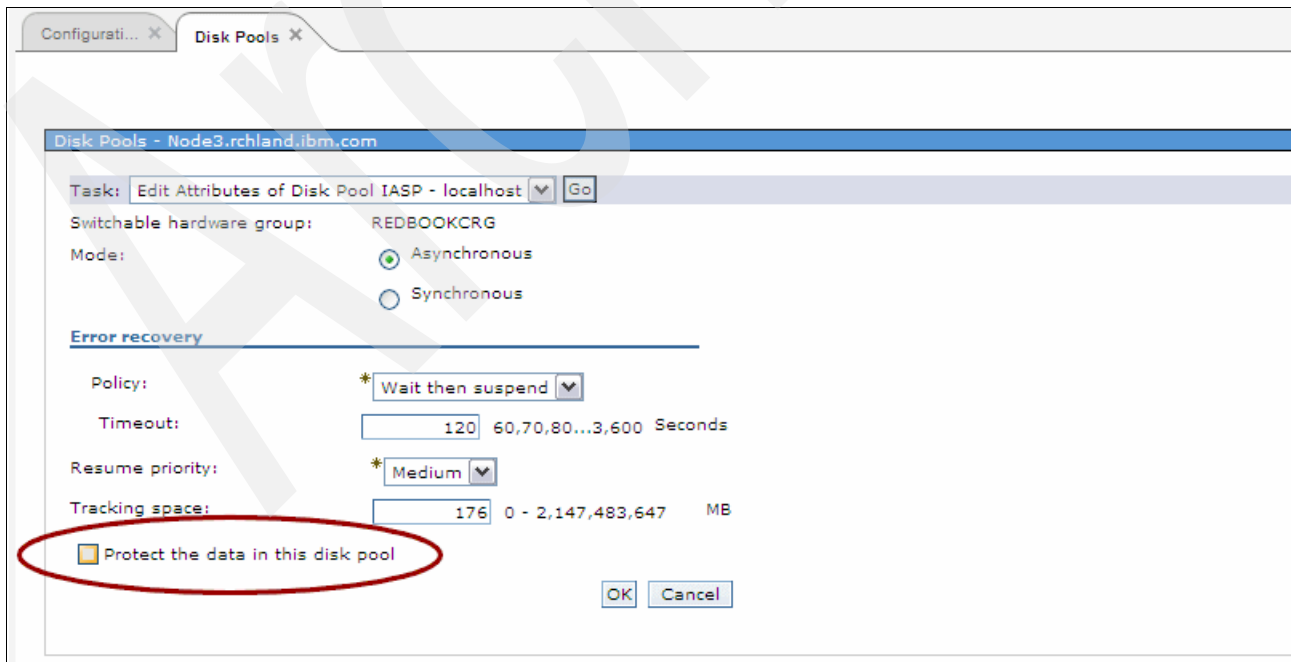 Configurati...
Disk Pools
Disk Pools - Node3.rchland.ibm.com
Task: Edit Attributes of Disk Pool IASP - localhost Go
Switchable hardware group: REDBOOKCRG
Mode: Asynchronous
Synchronous
Error recovery
Policy: * Wait then suspend
Timeout: 120 60,70,80...3,600 Seconds
Resume priority: * Medium
Tracking space: 176 0 - 2,147,483,647 MB
Protect the data in this disk pool
OK Cancel